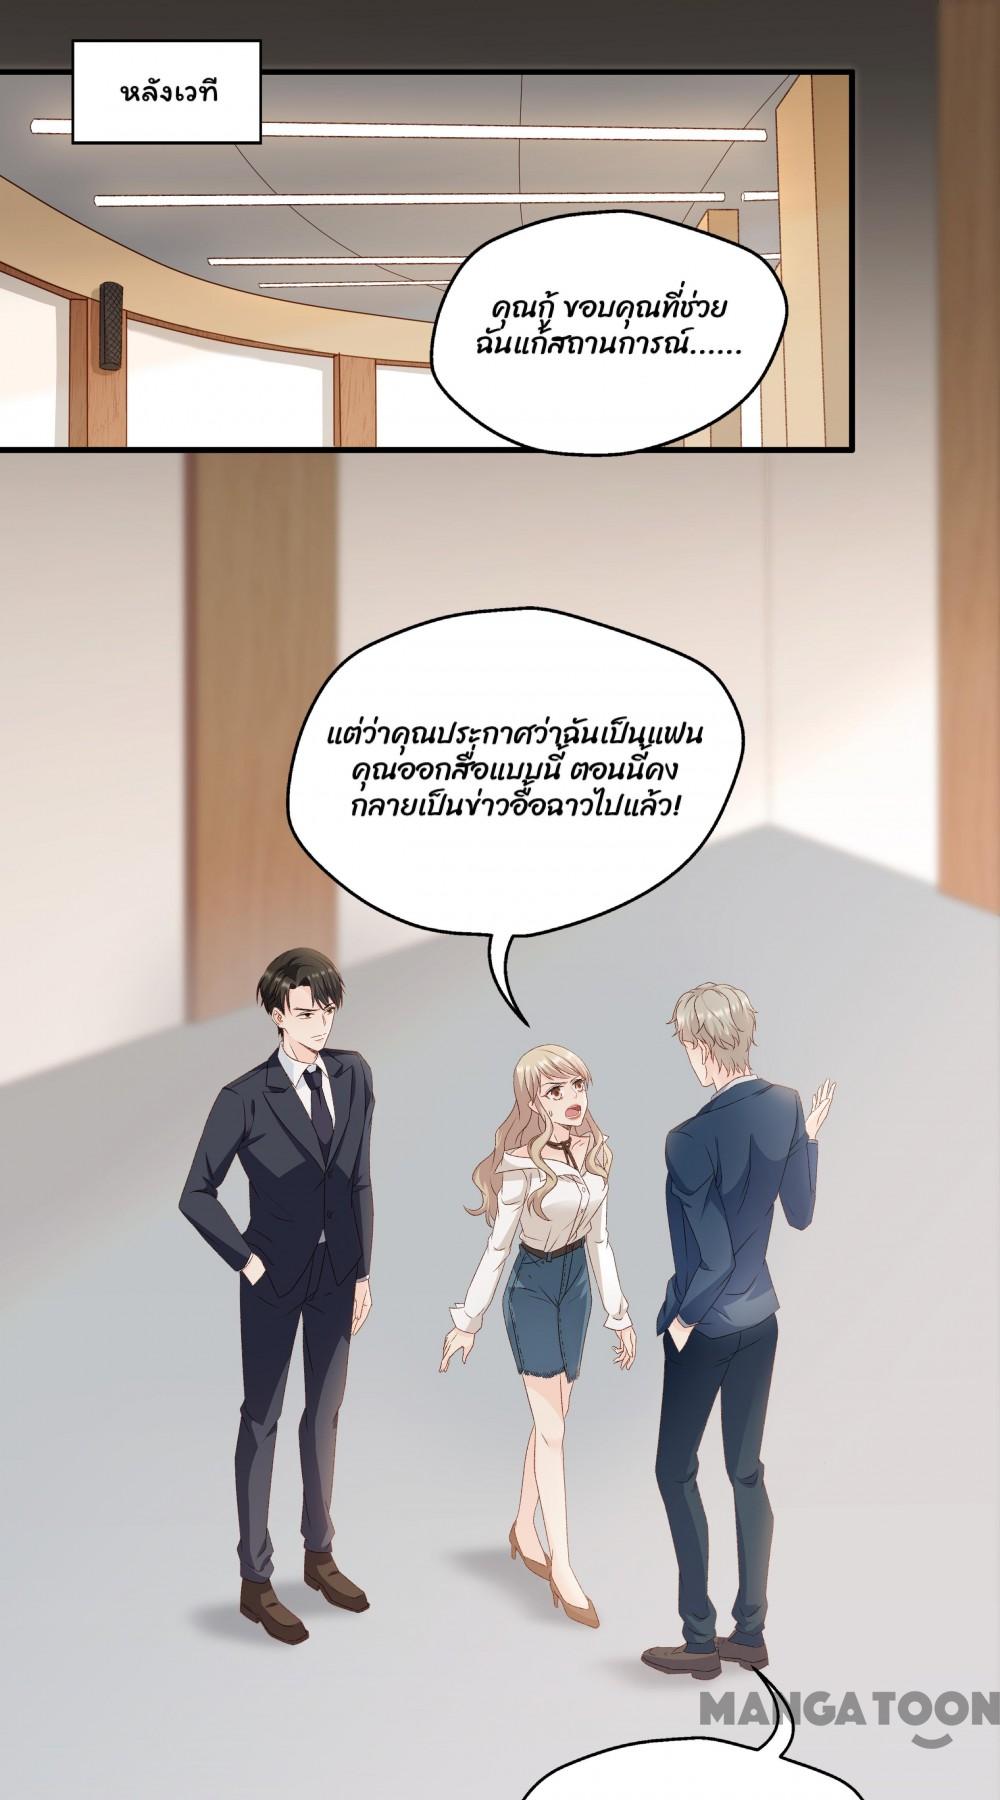 หลังเวที
คุณกู้ ขอบคุณที่ช่วย
ฉันแก้สถานการณ์......
แต่ว่าคุณประกาศว่าฉันเป็นแฟน
คุณออกสื่อแบบนี้ ตอนนี้คง
กลายเป็นข่าวอื้อฉาวไปแล้ว!
MANGATOON